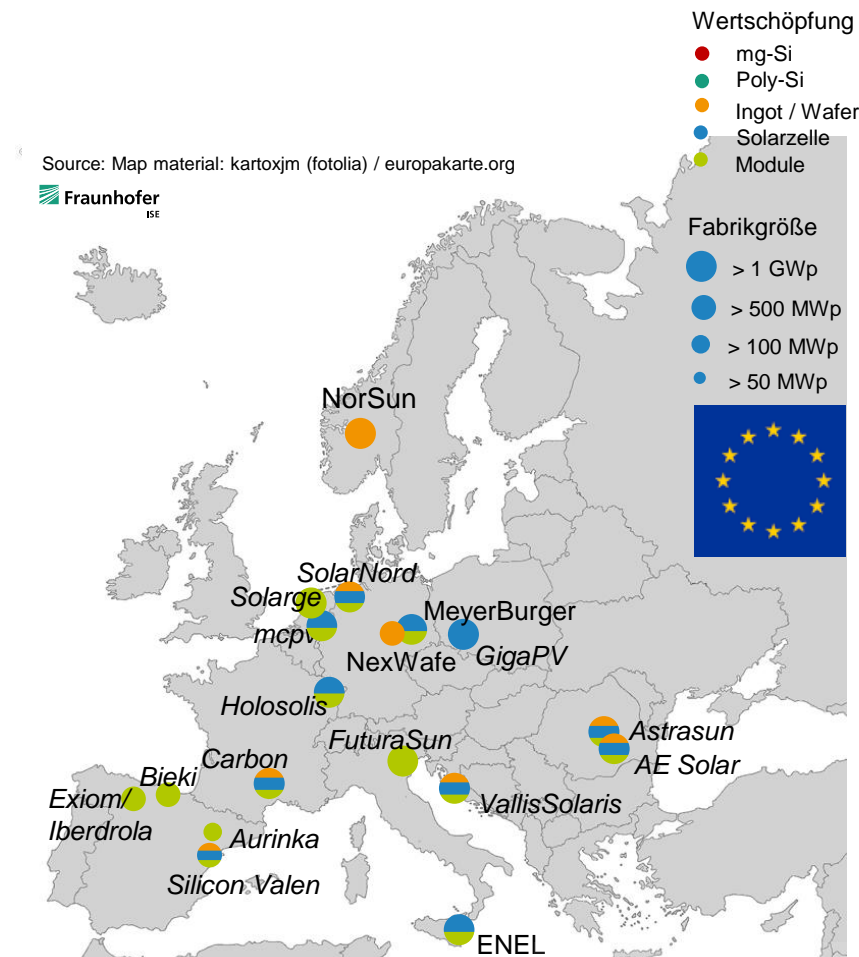 Wertschöpfung
mg-Si
Poly-Si
Ingot / Wafer
Solarzelle
Module
Source: Map material: kartoxjm (fotolia) / europakarte.org
Fraunhofer
ISE
Fabrikgröße
> 1 GWp
> 500 MWp
> 100 MWp
> 50 MWp
NorSun
SolarNord
Solarge
MeyerBurger
mcpv
NexWafe
GigaPV
Holosolis
FuturaSun
Astrasun
Carbon
AE Solar
Bieki
Exiom/
Iberdrola
VallisSolaris
Aurinka
Silicon Valen
ENEL